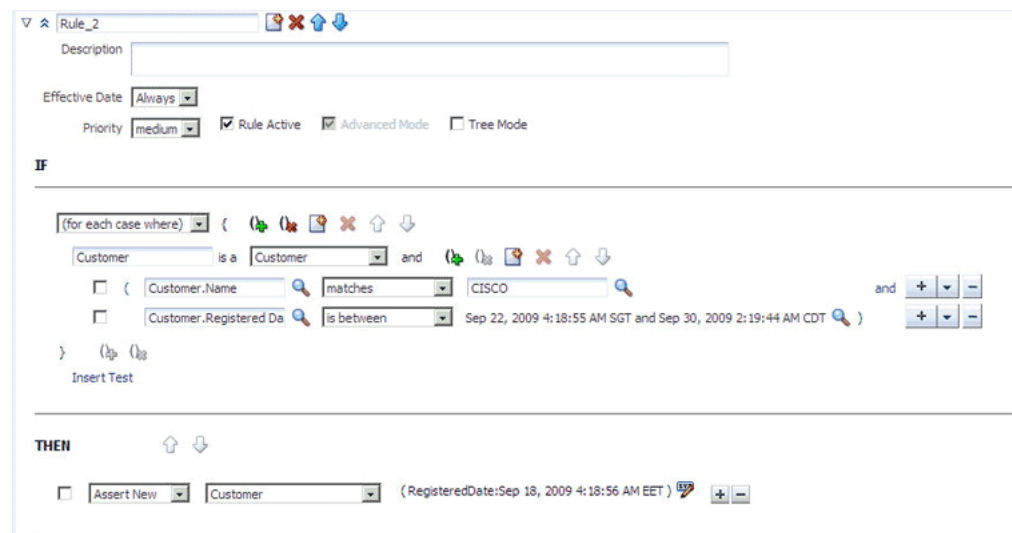 Rule_2
Description
Effective Date Always
Priority medium Rule Active Advanced Mode Tree Mode
IF
(for each case where) {
Customer is a Customer and
( Customer.Name matches CISCO and
Customer.Registered Da is between Sep 22, 2009 4:18:55 AM SGT and Sep 30, 2009 2:19:44 AM CDT )
}
Insert Test
THEN
Assert New Customer (RegisteredDate:Sep 18, 2009 4:18:56 AM EET )